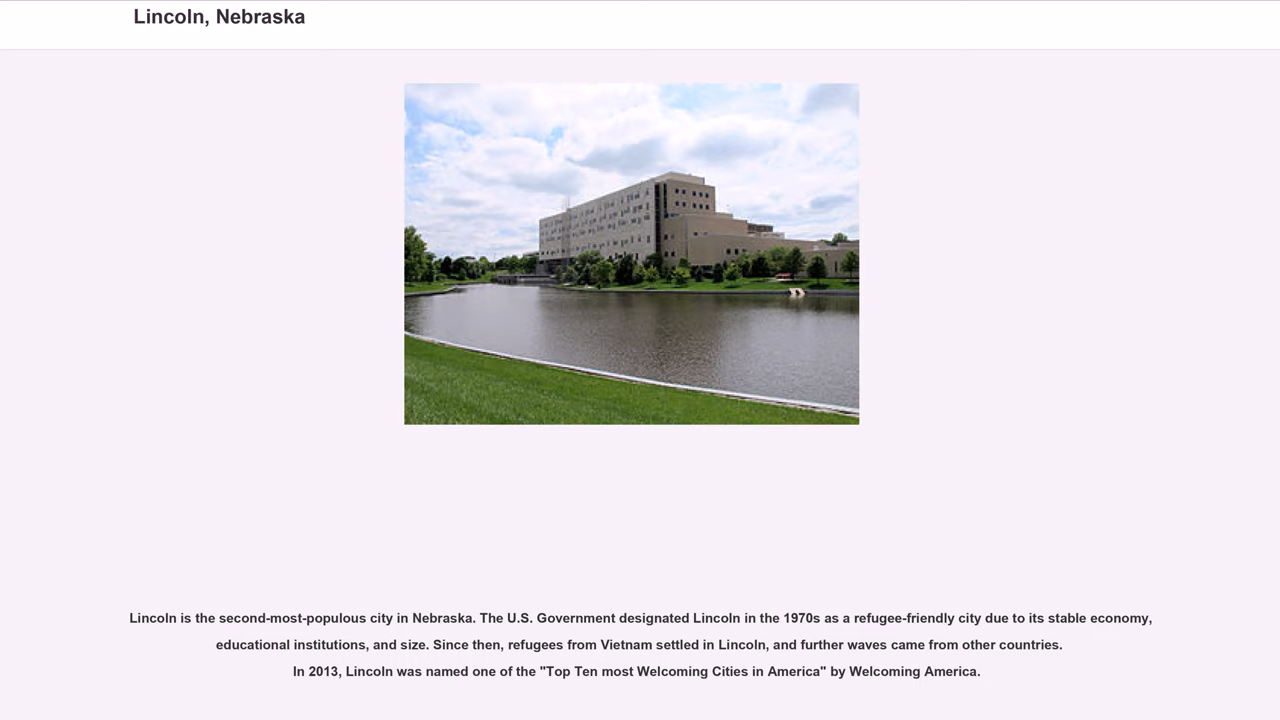 Lincoln, Nebraska
Lincoln is the second-most-populous city in Nebraska. The U.S. Government designated Lincoln in the 1970s as a refugee-friendly city due to its stable economy,
educational institutions, and size. Since then, refugees from Vietnam settled in Lincoln, and further waves came from other countries.
In 2013, Lincoln was named one of the "Top Ten most Welcoming Cities in America" by Welcoming America.